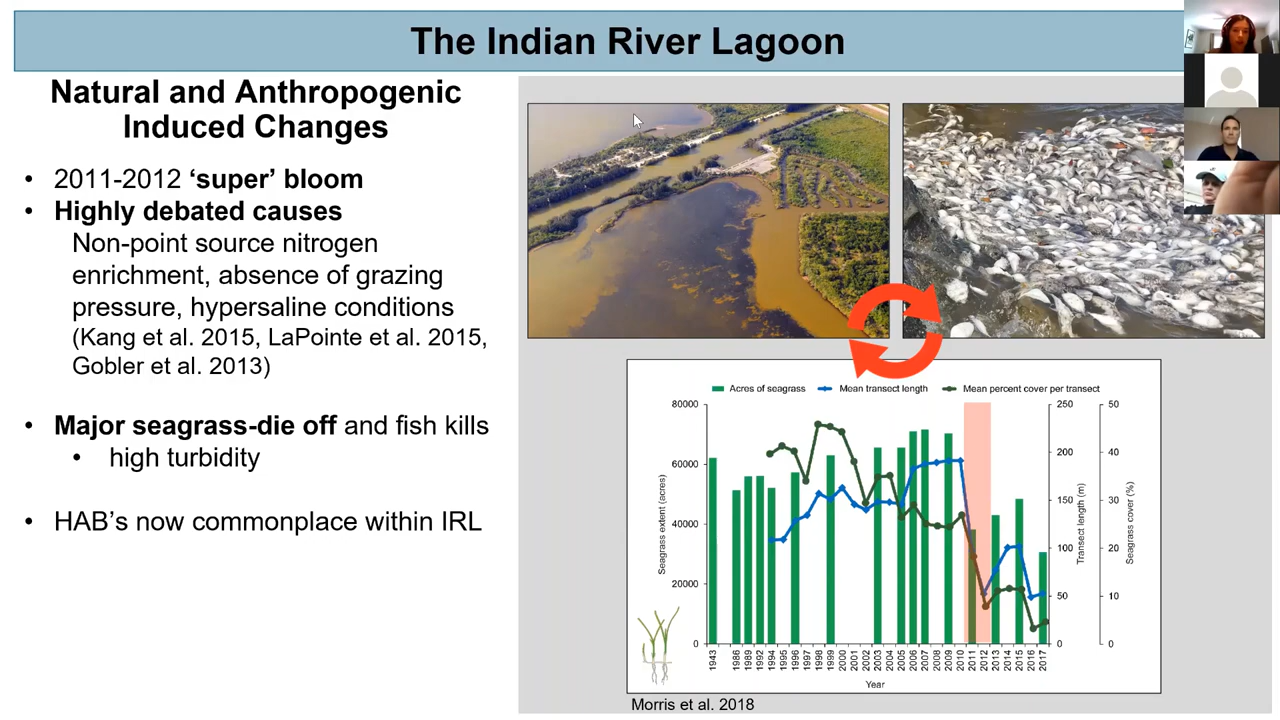 The Indian River Lagoon
Natural and Anthropogenic
Induced Changes
• 2011-2012 ‘super’ bloom
• Highly debated causes
Non-point source nitrogen
enrichment, absence of grazing
pressure, hypersaline conditions
(Kang et al. 2015, LaPointe et al. 2015,
Gobler et al. 2013)
• Major seagrass-die off and fish kills
• high turbidity
• HAB’s now commonplace within IRL
Acres of seagrass Mean transect length Mean percent cover per transect
80000 250 50
60000 200 40
150 30
40000
100 20
20000
50 10
0 0 0
Seagrass extent (acres)
Transect length (m)
Seagrass cover (%)
1943 1986 1989 1992 1994 1995 1996 1997 1998 1999 2000 2001 2002 2003 2004 2005 2006 2007 2008 2009 2010 2011 2012 2013 2014 2015 2016 2017
Year
Morris et al. 2018